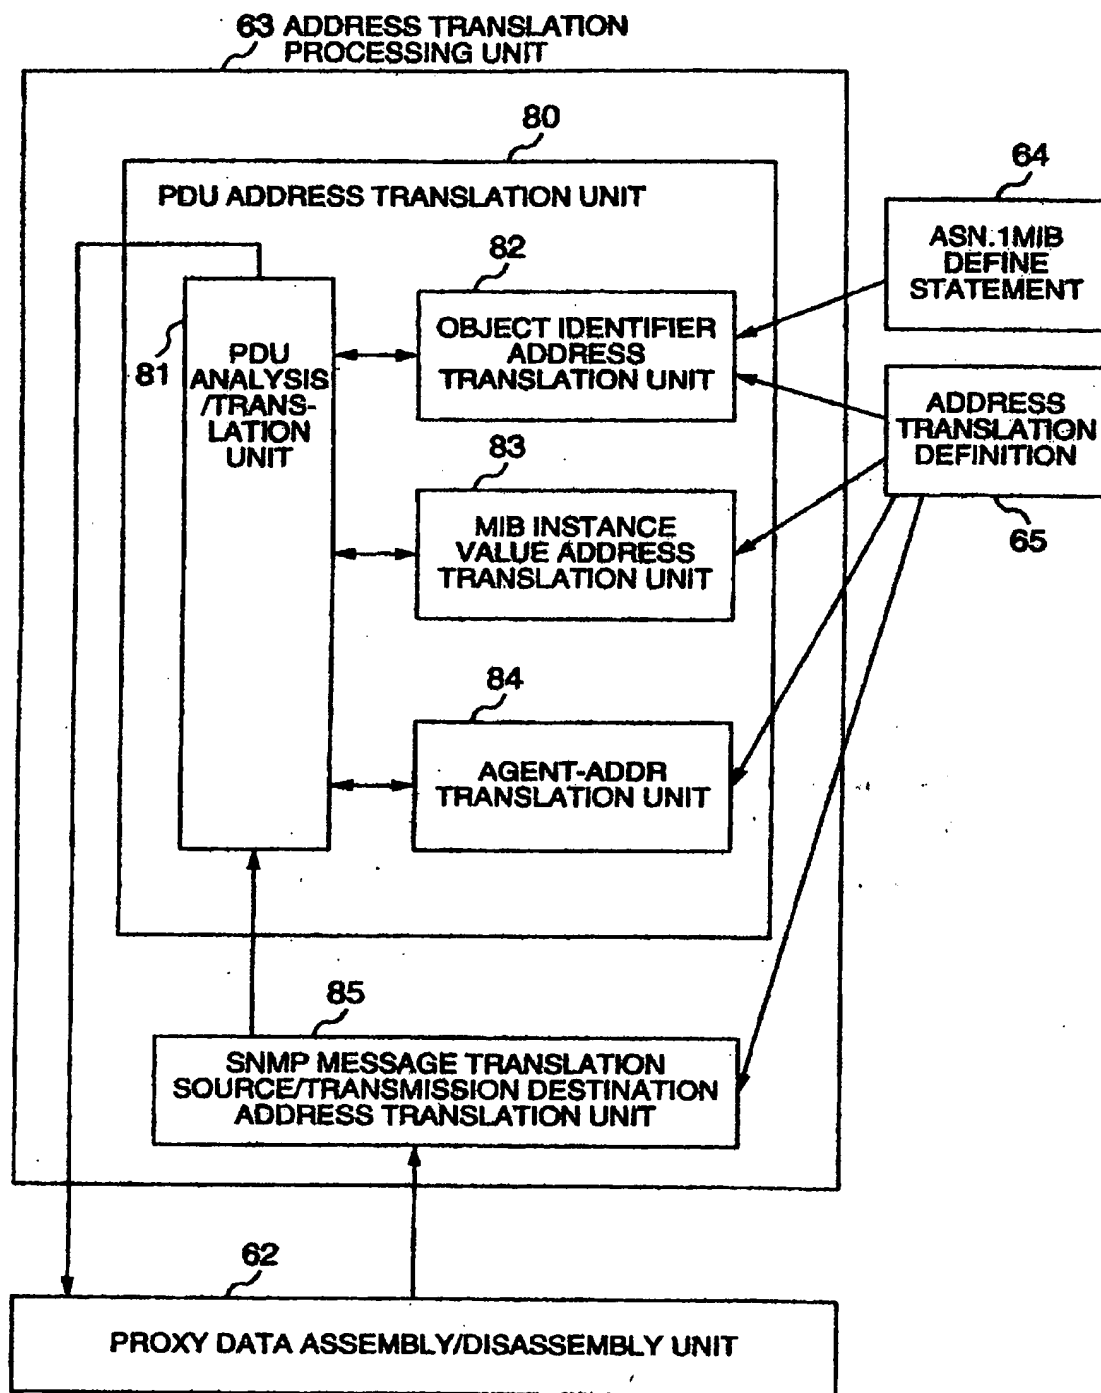 63 ADDRESS TRANSLATION
PROCESSING UNIT
80
PDU ADDRESS TRANSLATION UNIT
64
ASN.1MIB
DEFINE
STATEMENT
82
OBJECT IDENTIFIER
ADDRESS
TRANSLATION UNIT
81
PDU
ANALYSIS
/TRANS-
LATION
UNIT
ADDRESS
TRANSLATION
DEFINITION
65
83
MIB INSTANCE
VALUE ADDRESS
TRANSLATION UNIT
84
AGENT-ADDR
TRANSLATION UNIT
85
SNMP MESSAGE TRANSLATION
SOURCE/TRANSMISSION DESTINATION
ADDRESS TRANSLATION UNIT
62
PROXY DATA ASSEMBLY/DISASSEMBLY UNIT